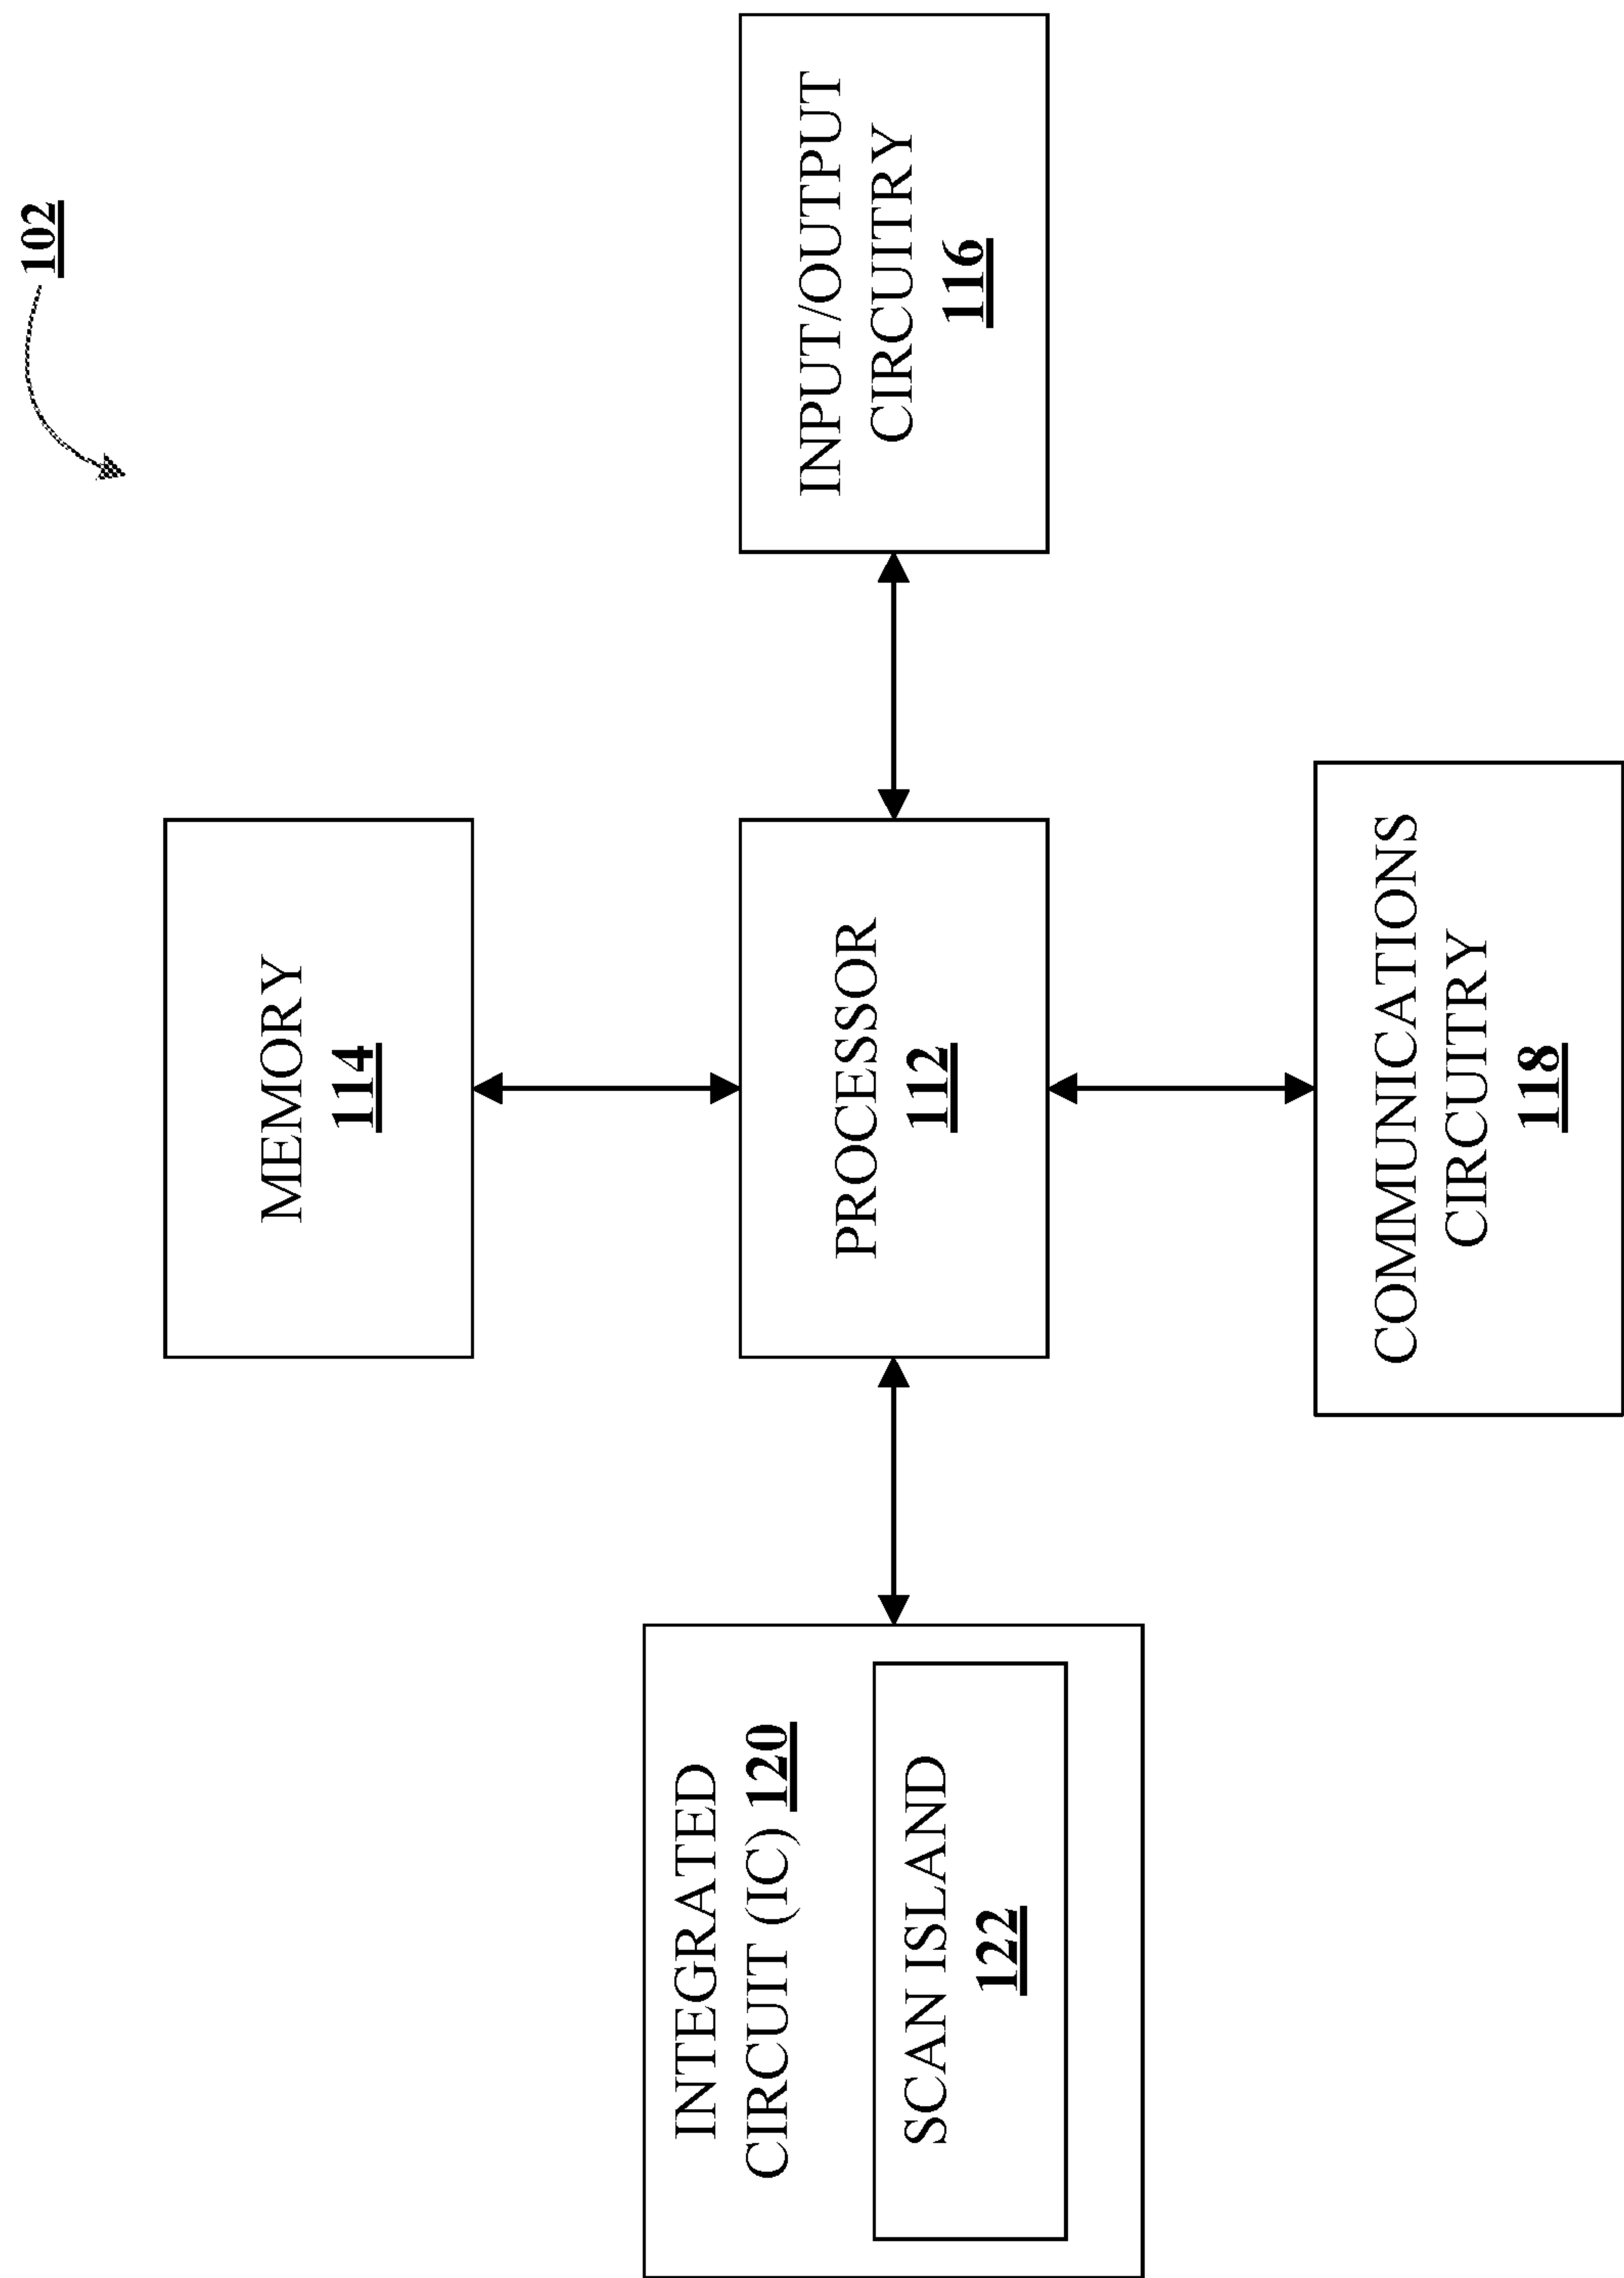 102
MEMORY
114
INTEGRATED
CIRCUIT (IC) 120
SCAN ISLAND
122
PROCESSOR
112
INPUT/OUTPUT
CIRCUITRY
116
COMMUNICATIONS
CIRCUITRY
118